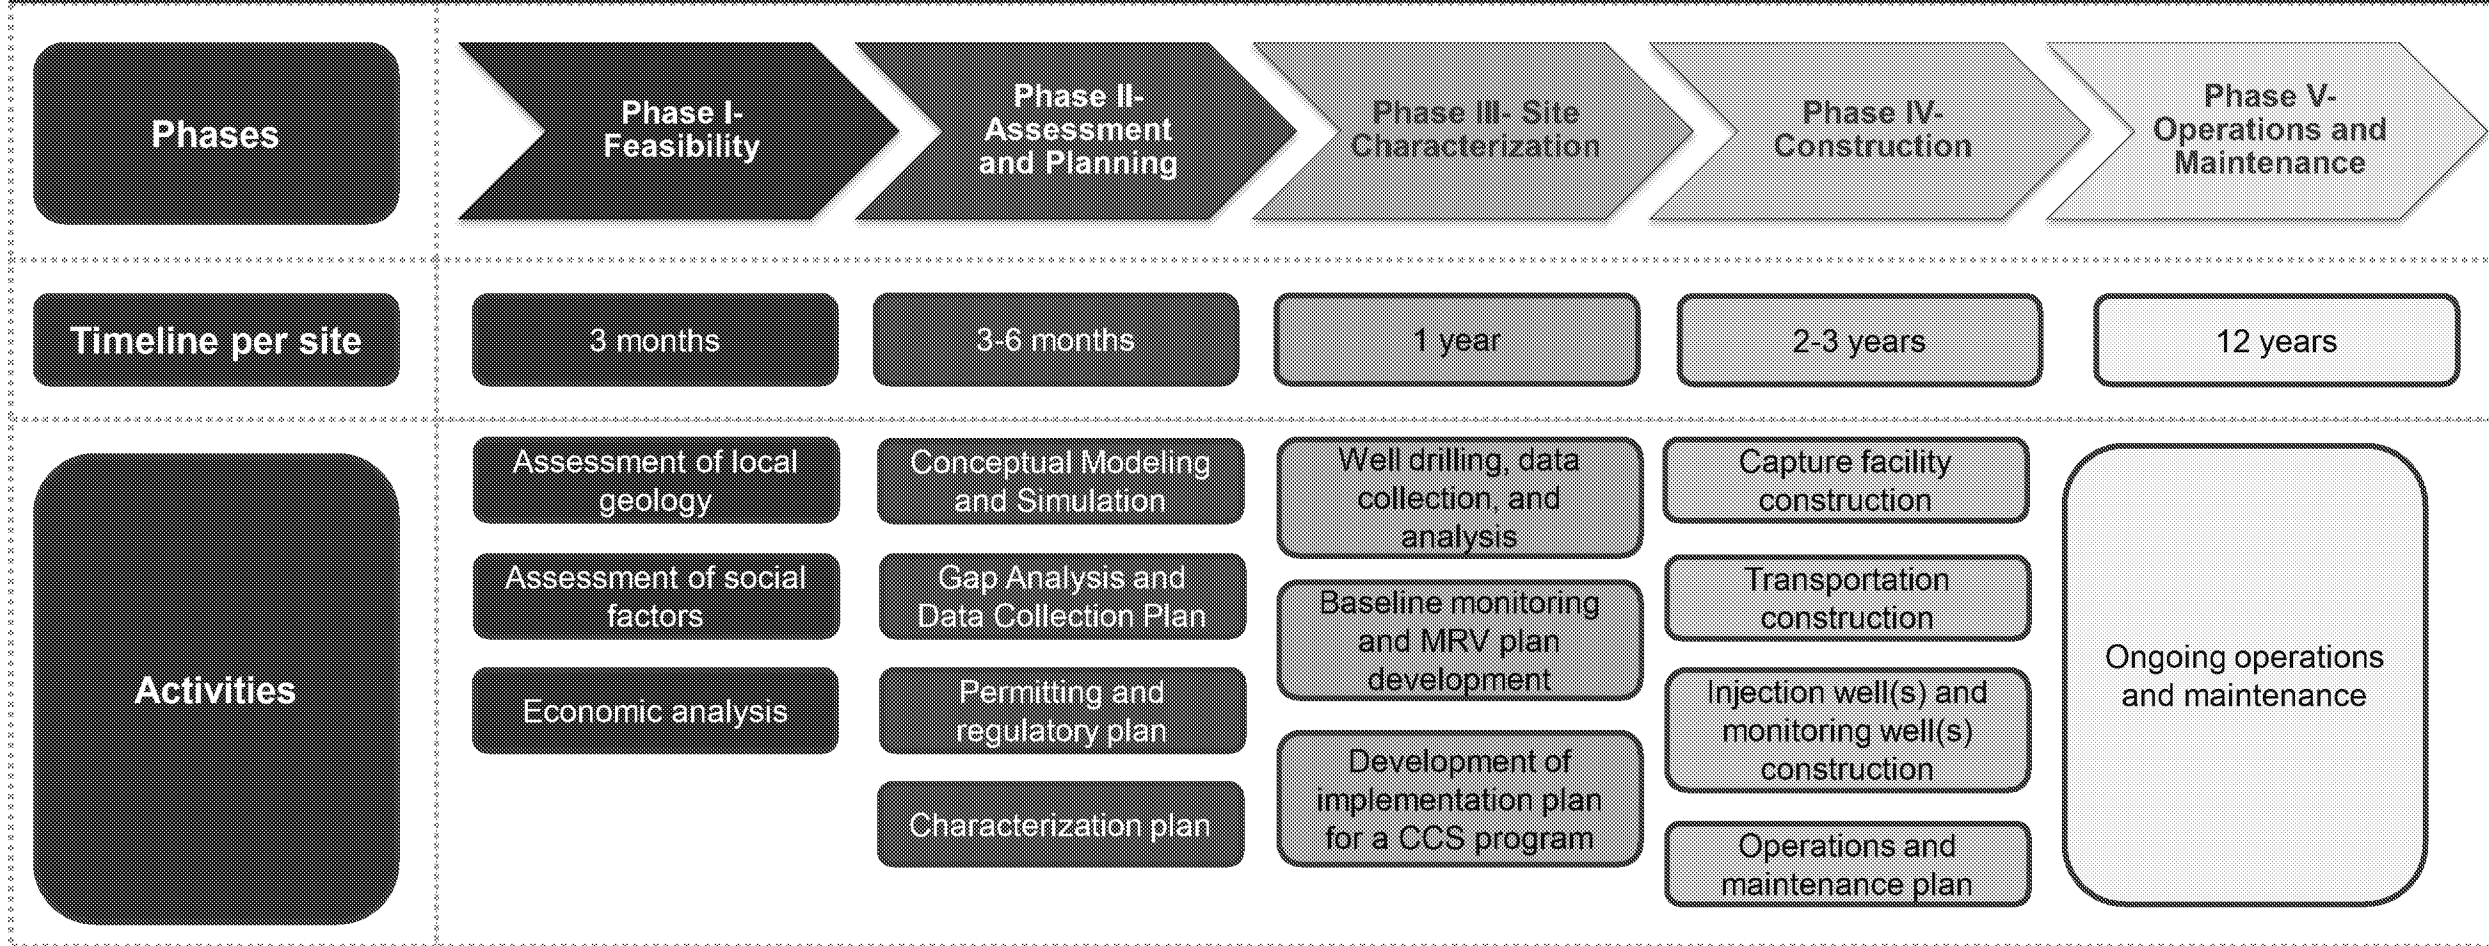 Phases
Phase I-
Feasibility
Phase II-
Assessment
and Planning
Phase III- Site
Characterization
Phase IV-
Construction
Phase V-
Operations and
Maintenance
Timeline per site
3 months
3-6 months
1 year
2-3 years
12 years
Activities
Assessment of local
geology
Assessment of social
factors
Economic analysis
Conceptual Modeling
and Simulation
Gap Analysis and
Data Collection Plan
Permitting and
regulatory plan
Characterization plan
Well drilling, data
collection, and
analysis
Baseline monitoring
and MRV plan
development
Development of
implementation plan
for a CCS program
Capture facility
construction
Transportation
construction
Injection well(s) and
monitoring well(s)
construction
Operations and
maintenance plan
Ongoing operations
and maintenance